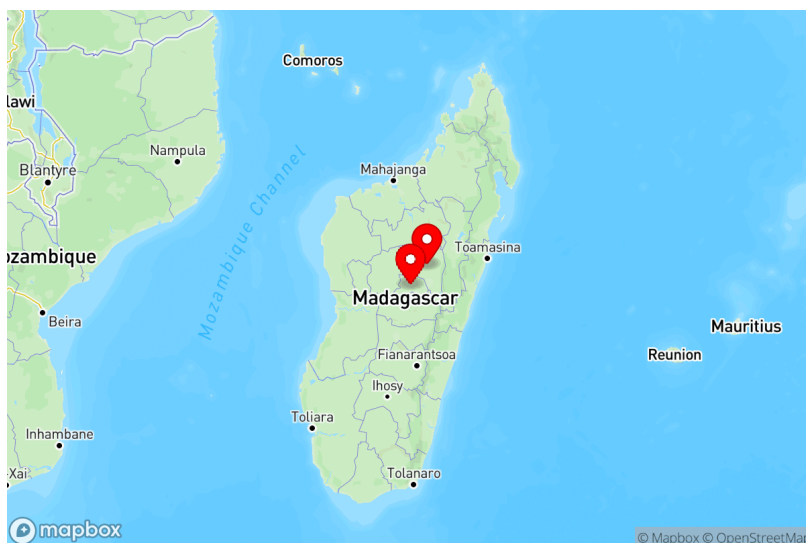 Comoros
lawi
Nampula
Blantyre
Mahajanga
Mozambique Channel
Toamasina
ozambique
Madagascar
Beira
Mauritius
Reunion
Fianarantsoa
Ihosy
Toliara
Inhambane
-Xai
Tolanaro
mapbox
© Mapbox © OpenStreetMap